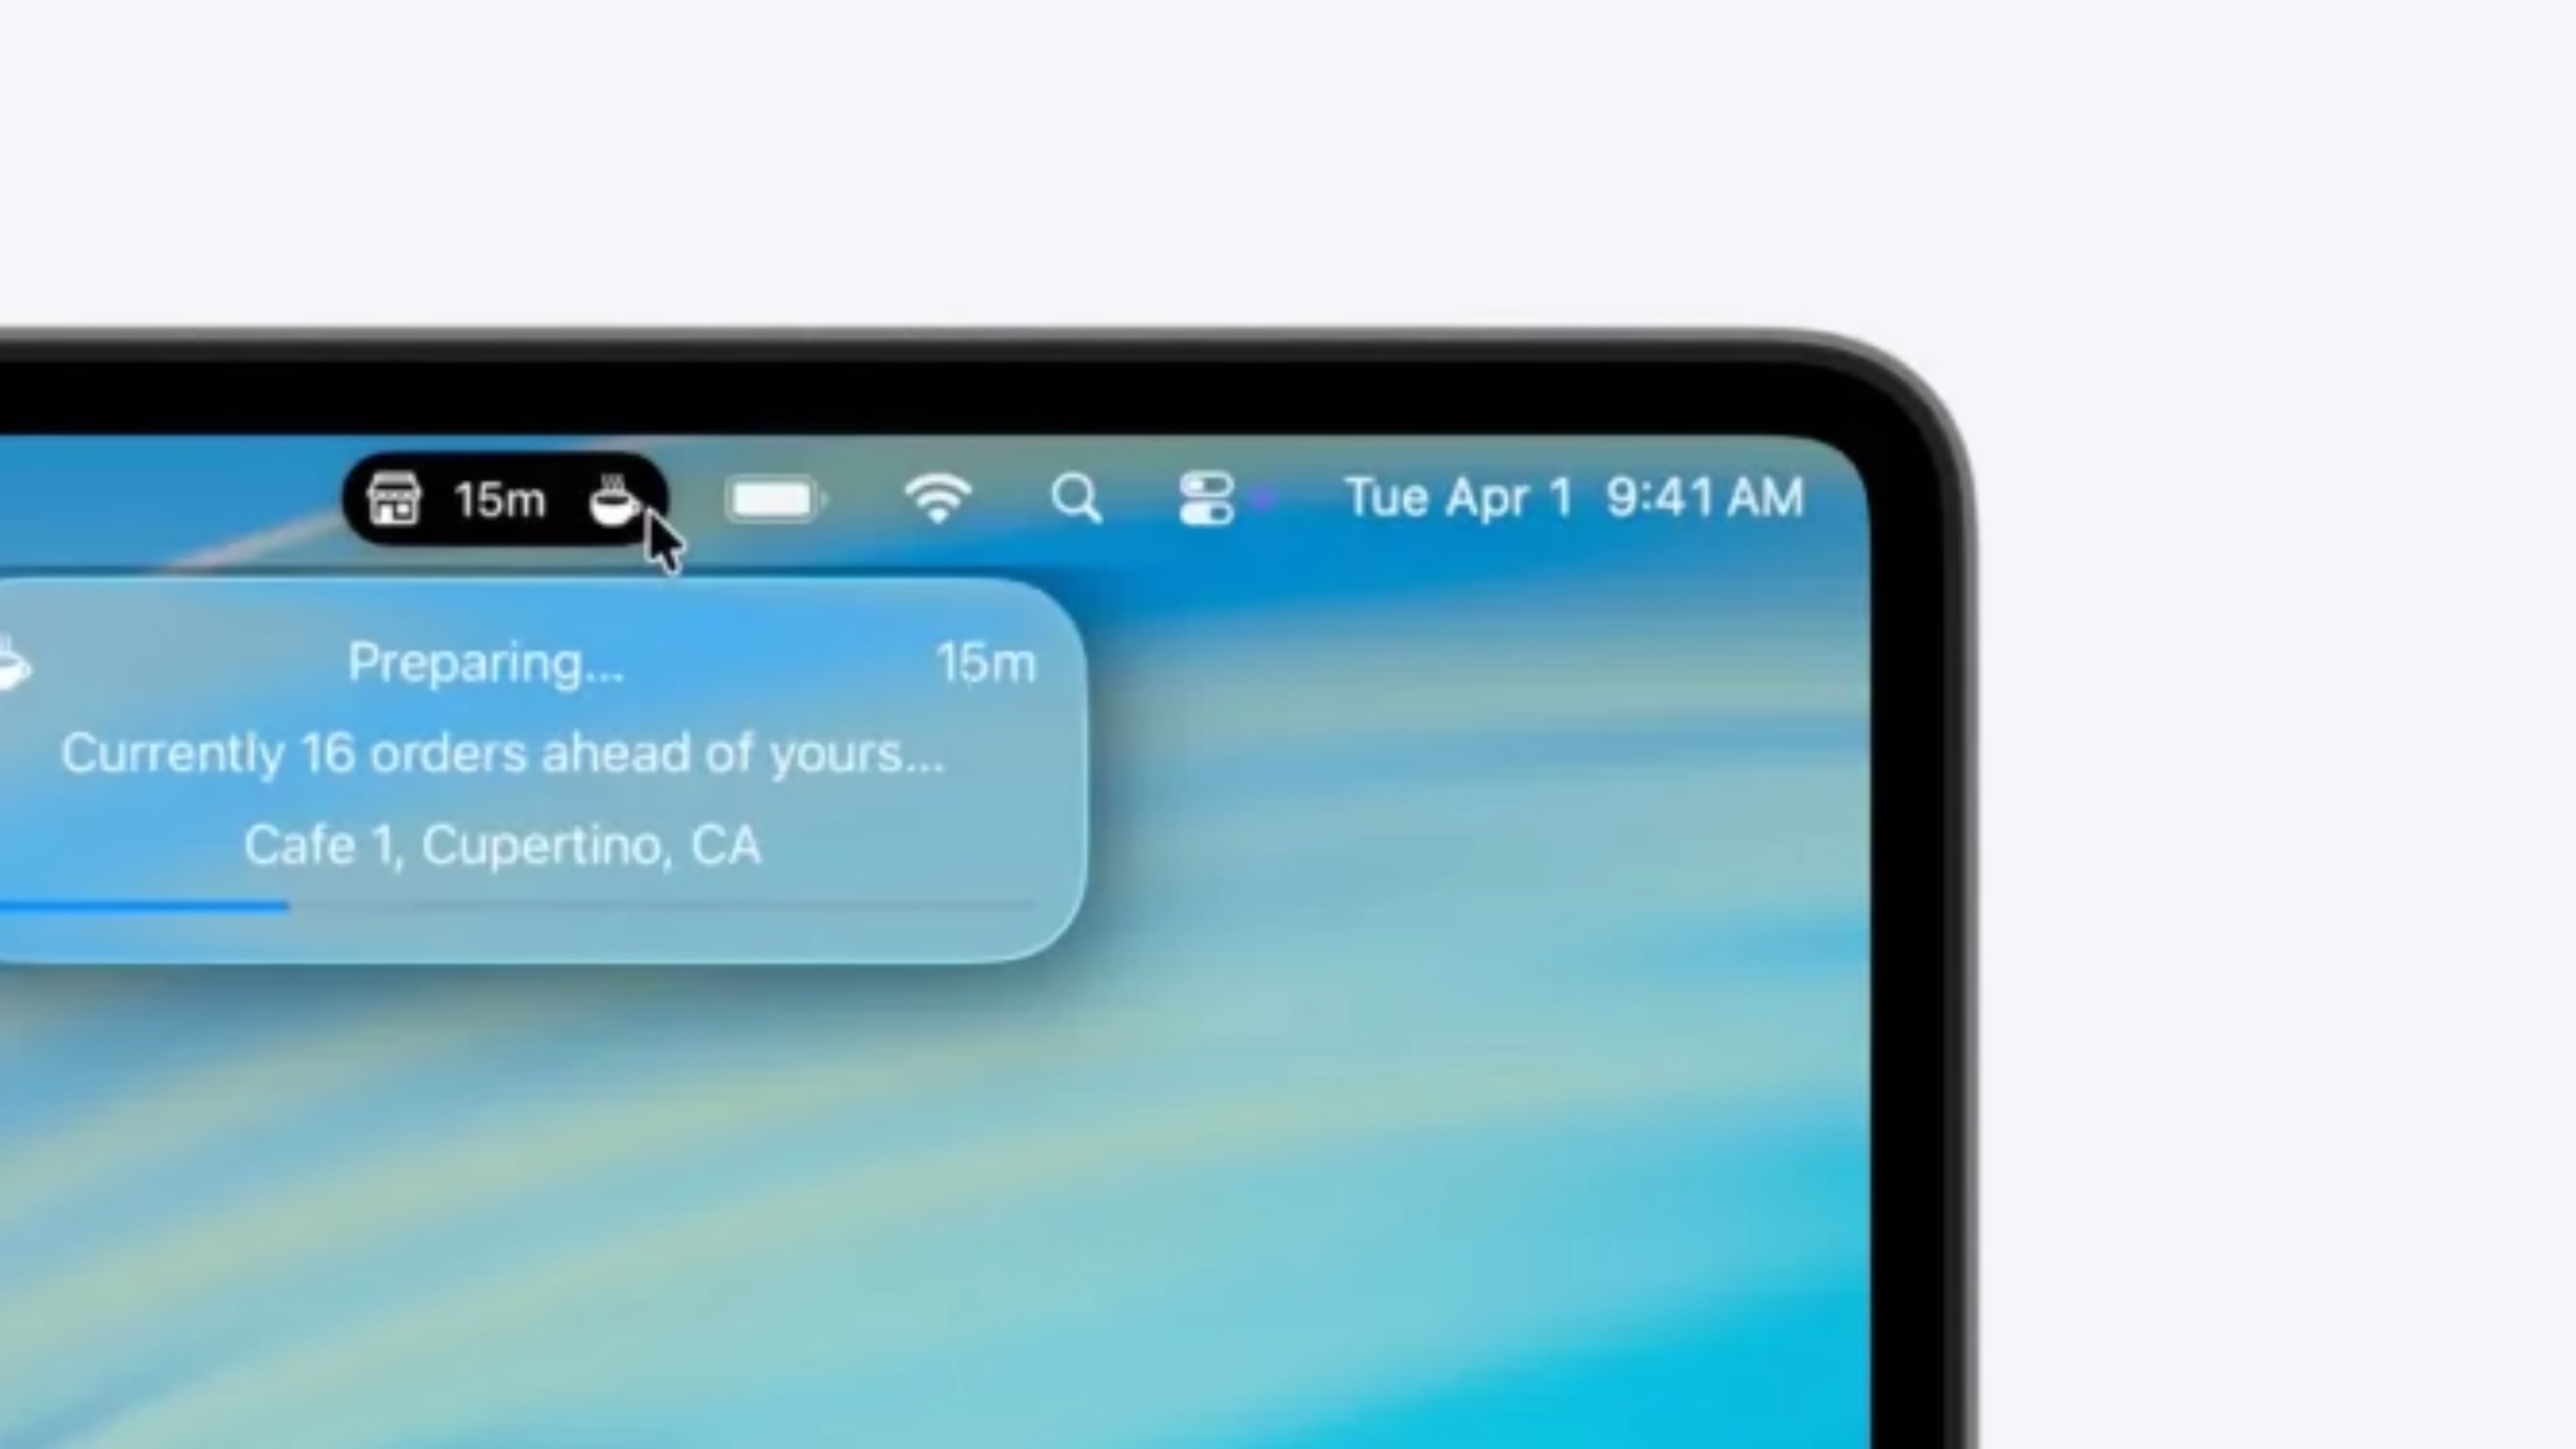 15m Tue Apr 1 9:41 AM
Preparing... 15m
Currently 16 orders ahead of yours...
Cafe 1, Cupertino, CA